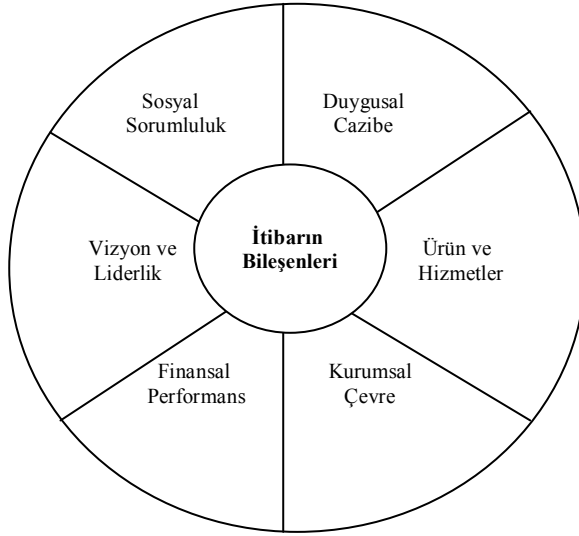 Sosyal
Sorumluluk
Duygusal
Cazibe
Vizyon ve
Liderlik
İtibarın
Bileşenleri
Ürün ve
Hizmetler
Finansal
Performans
Kurumsal
Çevre